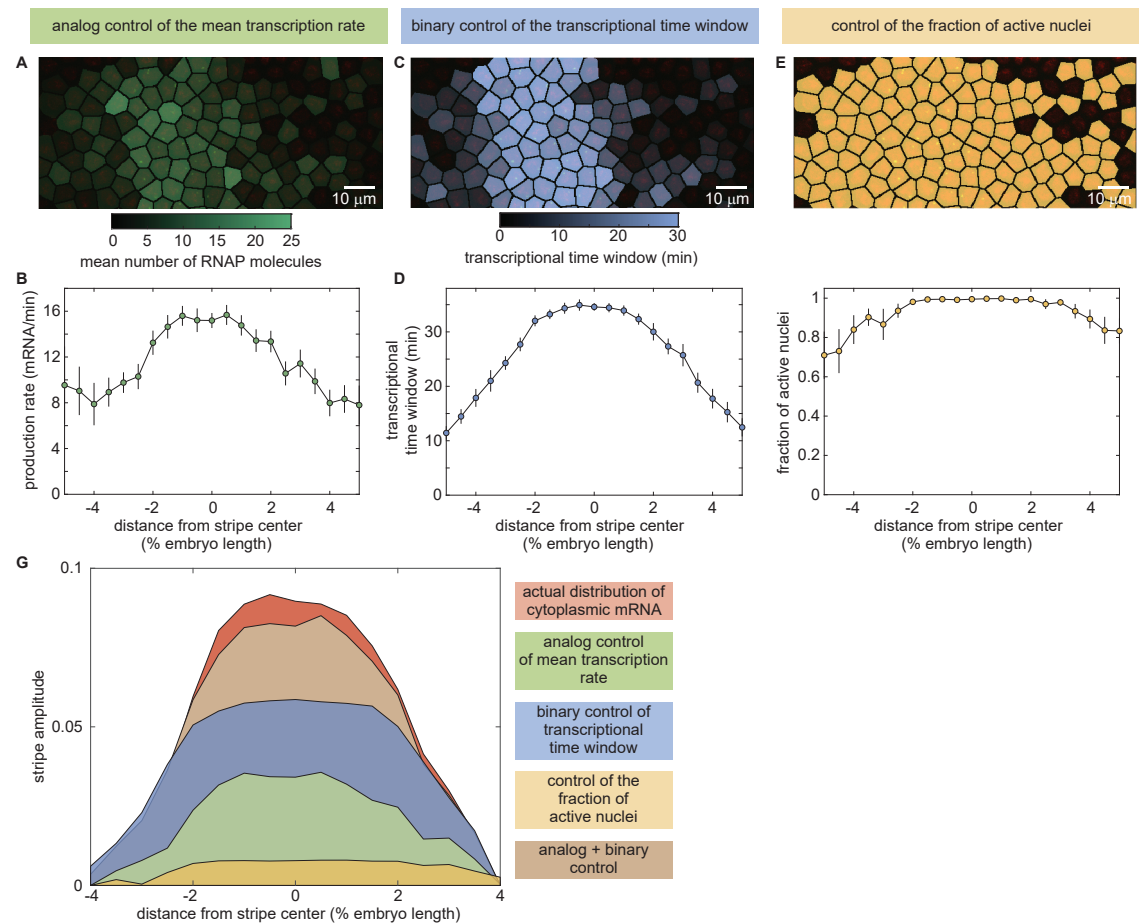 analog control of the mean transcription rate
binary control of the transcriptional time window
control of the fraction of active nuclei
A
C
E
10 μm
10 μm
10 μm
0 5 10 15 20 25
mean number of RNAP molecules
0 10 20 30
transcriptional time window (min)
B
production rate (mRNA/min)
16
12
8
4
0
-4 -2 0 2 4
distance from stripe center
(% embryo length)
D
transcriptional
time window (min)
30
20
10
0
-4 -2 0 2 4
distance from stripe center
(% embryo length)
fraction of active nuclei
1
0.8
0.6
0.4
0.2
0
-4 -2 0 2 4
distance from stripe center
(% embryo length)
G
stripe amplitude
0.1
0.05
0
-4 -2 0 2 4
distance from stripe center (% embryo length)
actual distribution of
cytoplasmic mRNA
analog control
of mean transcription
rate
binary control of
transcriptional
time window
control of the
fraction of
active nuclei
analog + binary
control